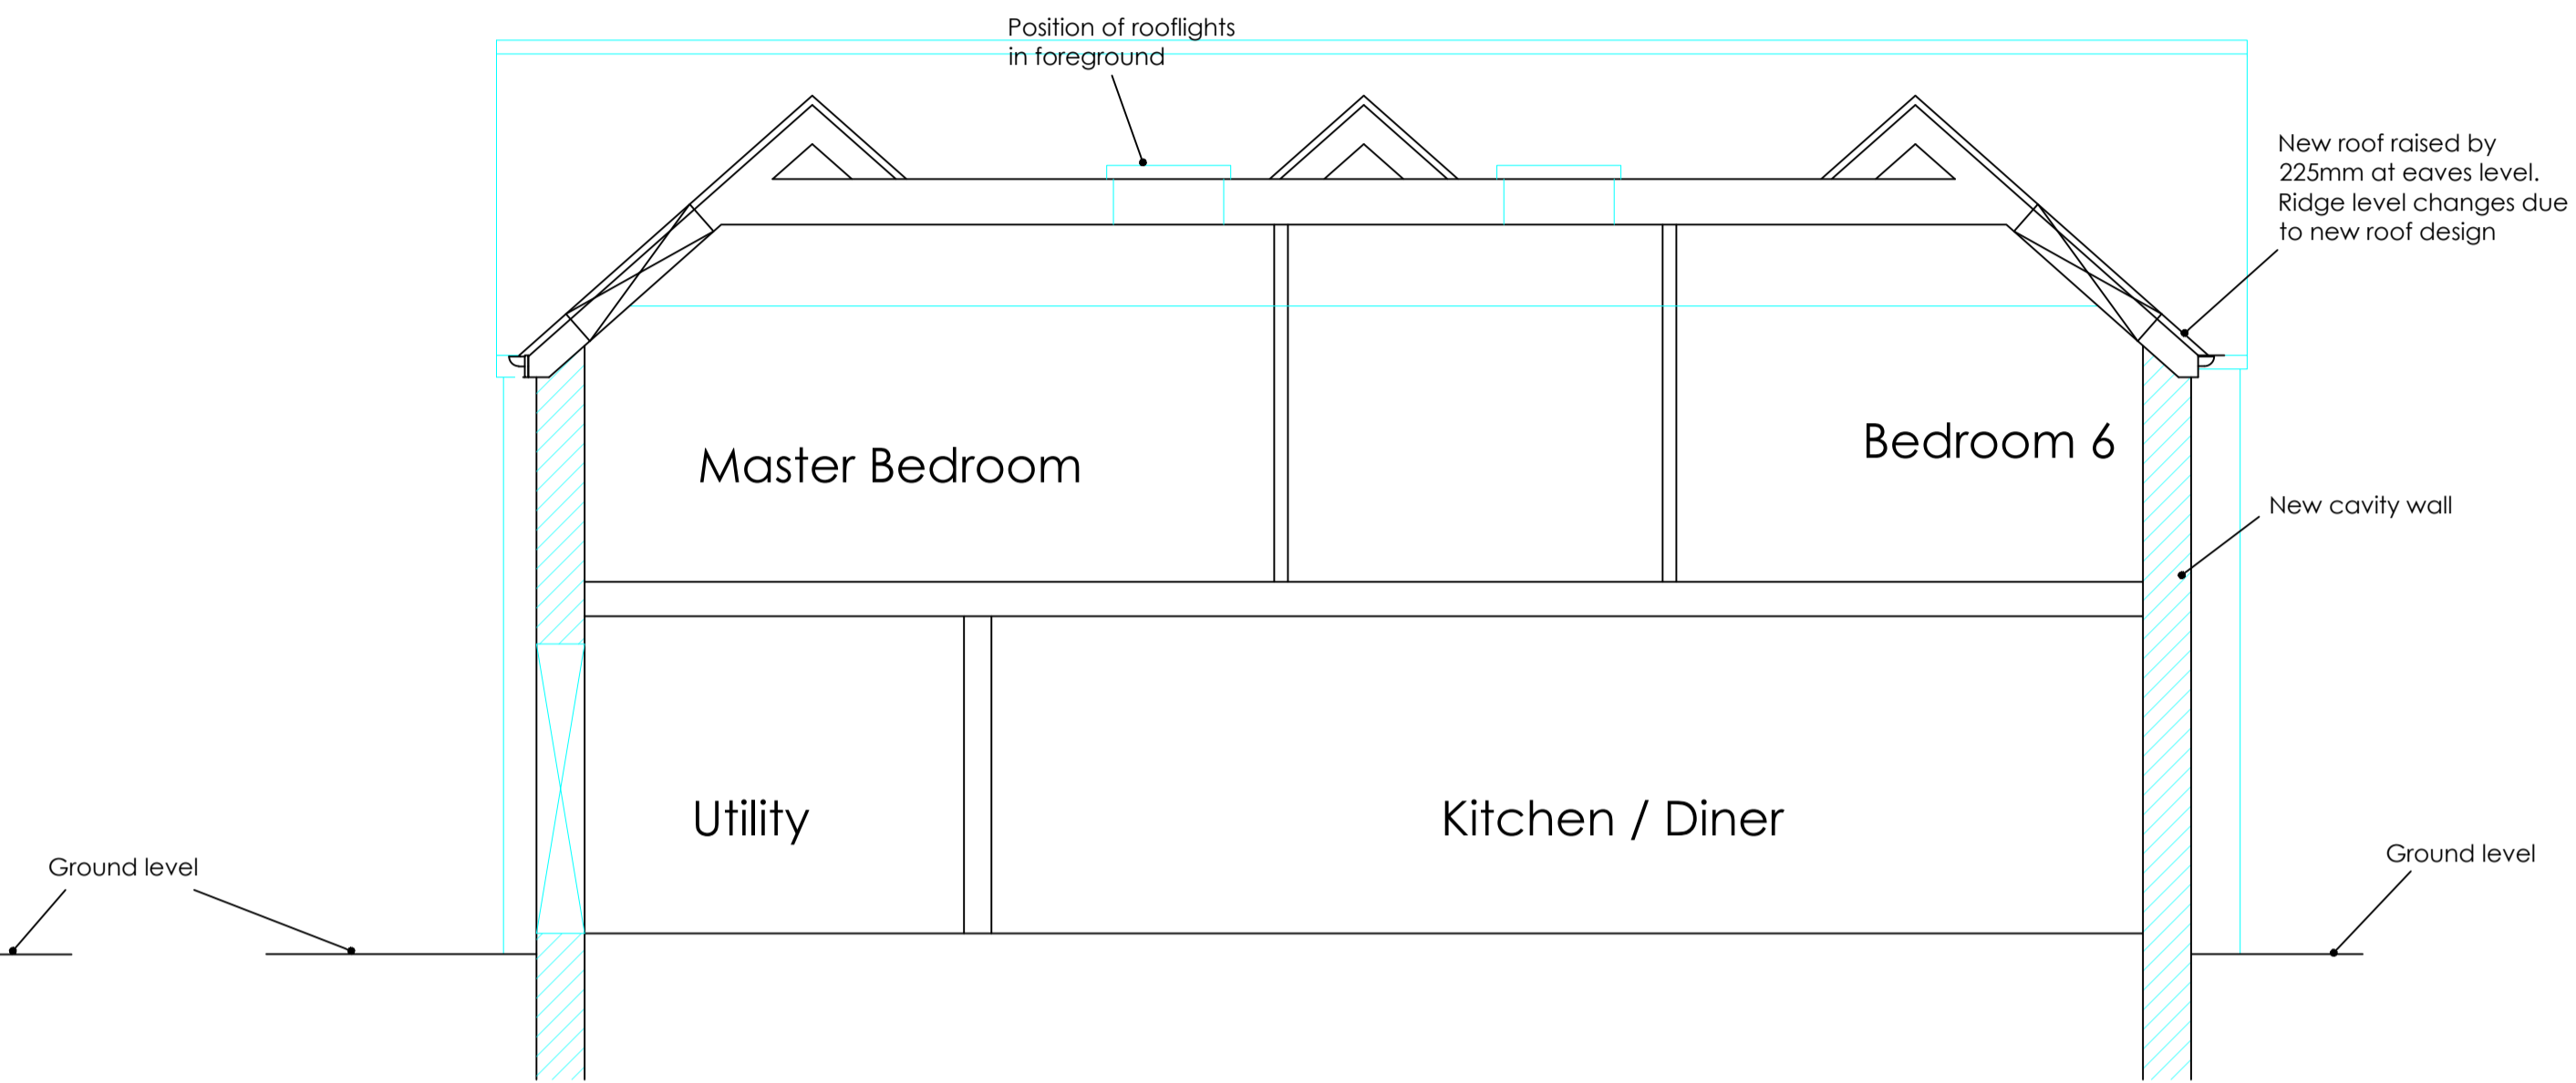 Position of rooflights
in foreground
New roof raised by
225mm at eaves level.
Ridge level changes due
to new roof design
Master Bedroom
Bedroom 6
New cavity wall
Utility
Kitchen / Diner
Ground level
Ground level